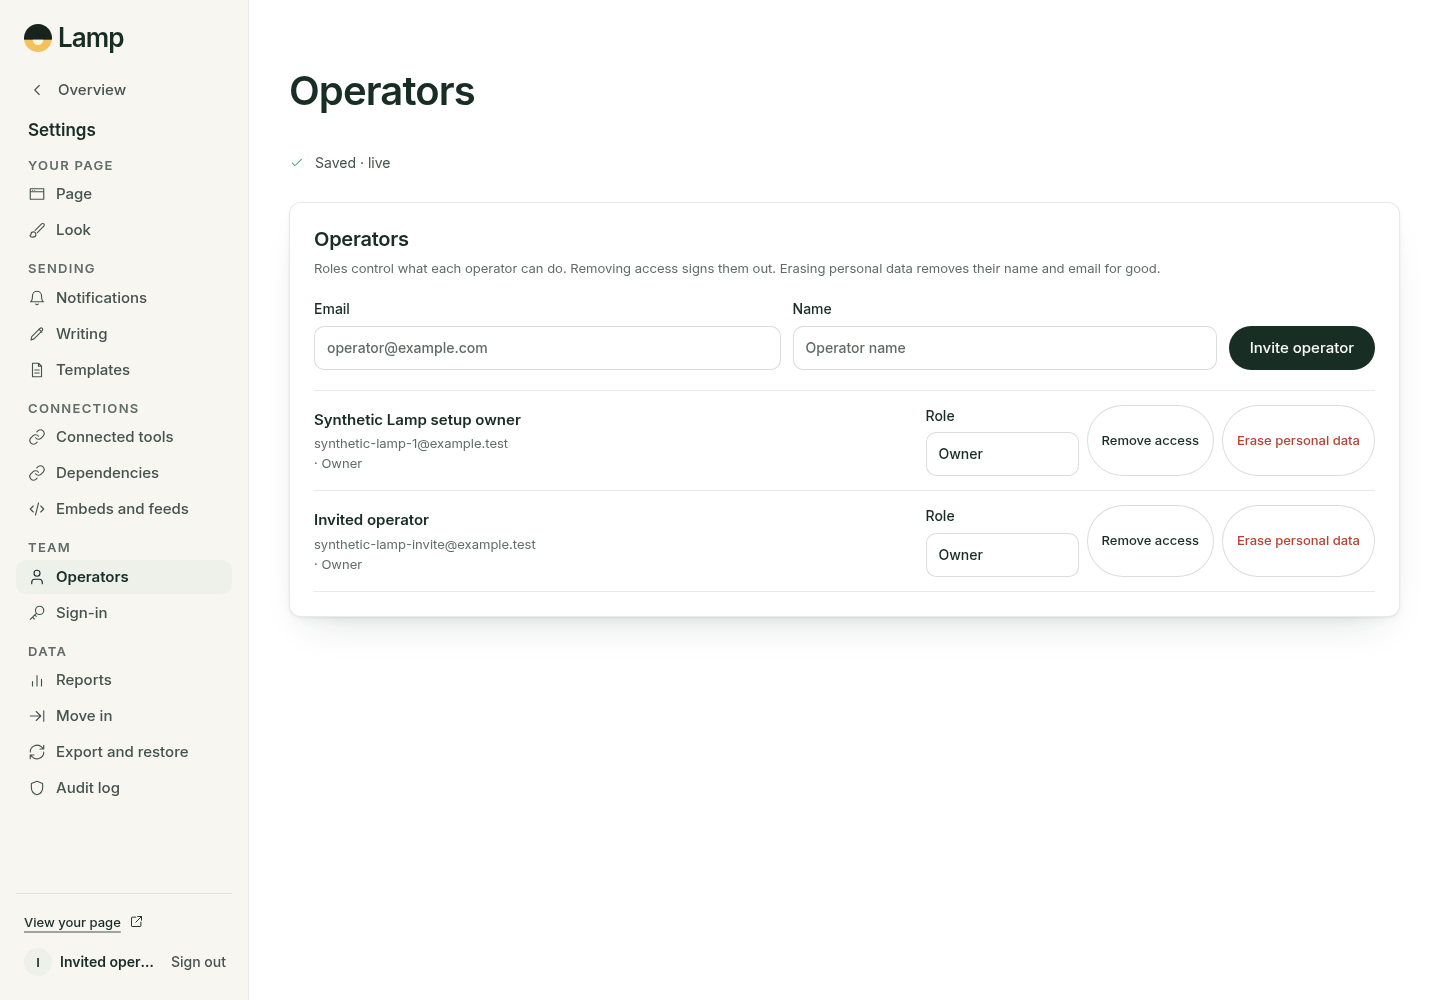 Lamp
Overview
Settings
YOUR PAGE
Page
Look
SENDING
Notifications
Writing
Templates
CONNECTIONS
Connected tools
Dependencies
Embeds and feeds
TEAM
Operators
Sign-in
DATA
Reports
Move in
Export and restore
Audit log
View your page
I
Invited oper...
Sign out
Operators
Saved · live
Operators
Roles control what each operator can do. Removing access signs them out. Erasing personal data removes their name and email for good.
Email
Name
operator@example.com
Operator name
Invite operator
Synthetic Lamp setup owner
synthetic-lamp-1@example.test
· Owner
Role
Owner
Remove access
Erase personal data
Invited operator
synthetic-lamp-invite@example.test
· Owner
Role
Owner
Remove access
Erase personal data